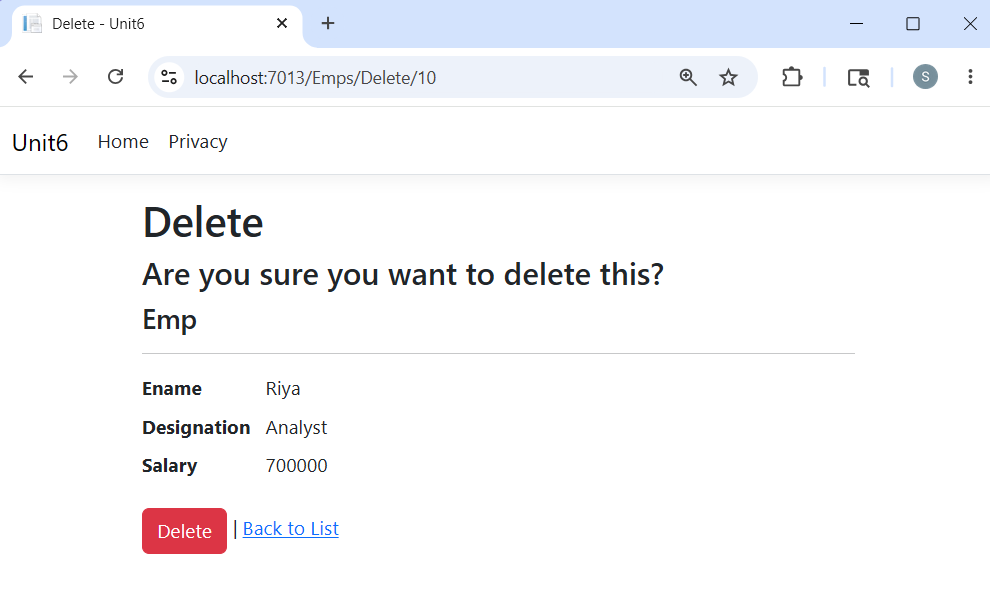 Delete - Unit6
localhost:7013/Emps/Delete/10
S
Unit6 Home Privacy
Delete
Are you sure you want to delete this?
Emp
Ename Riya
Designation Analyst
Salary 700000
Delete | Back to List